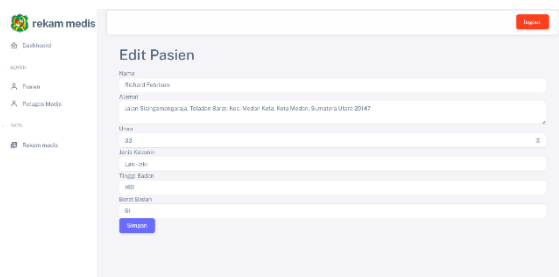 rekam medis
logout
Dashboard
ADMIN
Pasien
Petugas Medis
DATA
Rekam medis
Edit Pasien
Nama
Richard Febrison
Alamat
Jalan Sisingamangaraja, Teladan Barat, Kec. Medan Kota, Kota Medan, Sumatera Utara 20147
Umur
33
Jenis Kelamin
Laki-laki
Tinggi Badan
160
Berat Badan
61
Simpan